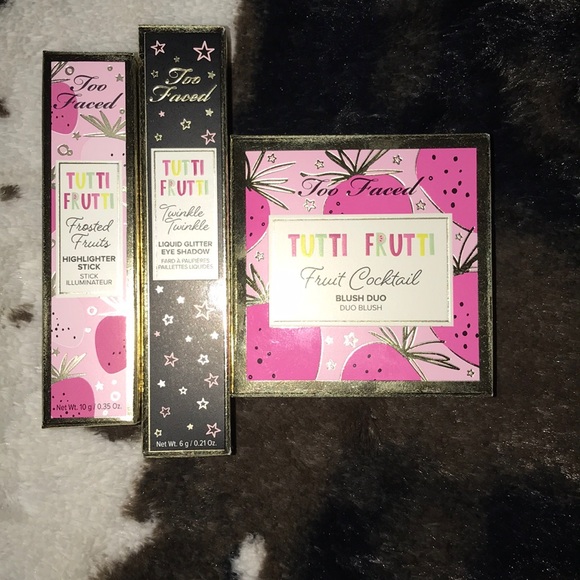 Too
Faced
TUTTI
FRUTTI
Frosted
Fruits
HIGHLIGHTER
STICK
STICK
ILLUMINATEUR
Net Wt. 10 g / 0.35 Oz.
Too
Faced
TUTTI
FRUTTI
Twinkle
Twinkle
LIQUID GLITTER
EYE SHADOW
FARD À PAUPIÈRES
À PAILLETTES LIQUIDES
Net Wt. 6 g / 0.21 Oz.
Too Faced
TUTTI FRUTTI
Fruit Cocktail
BLUSH DUO
DUO BLUSH